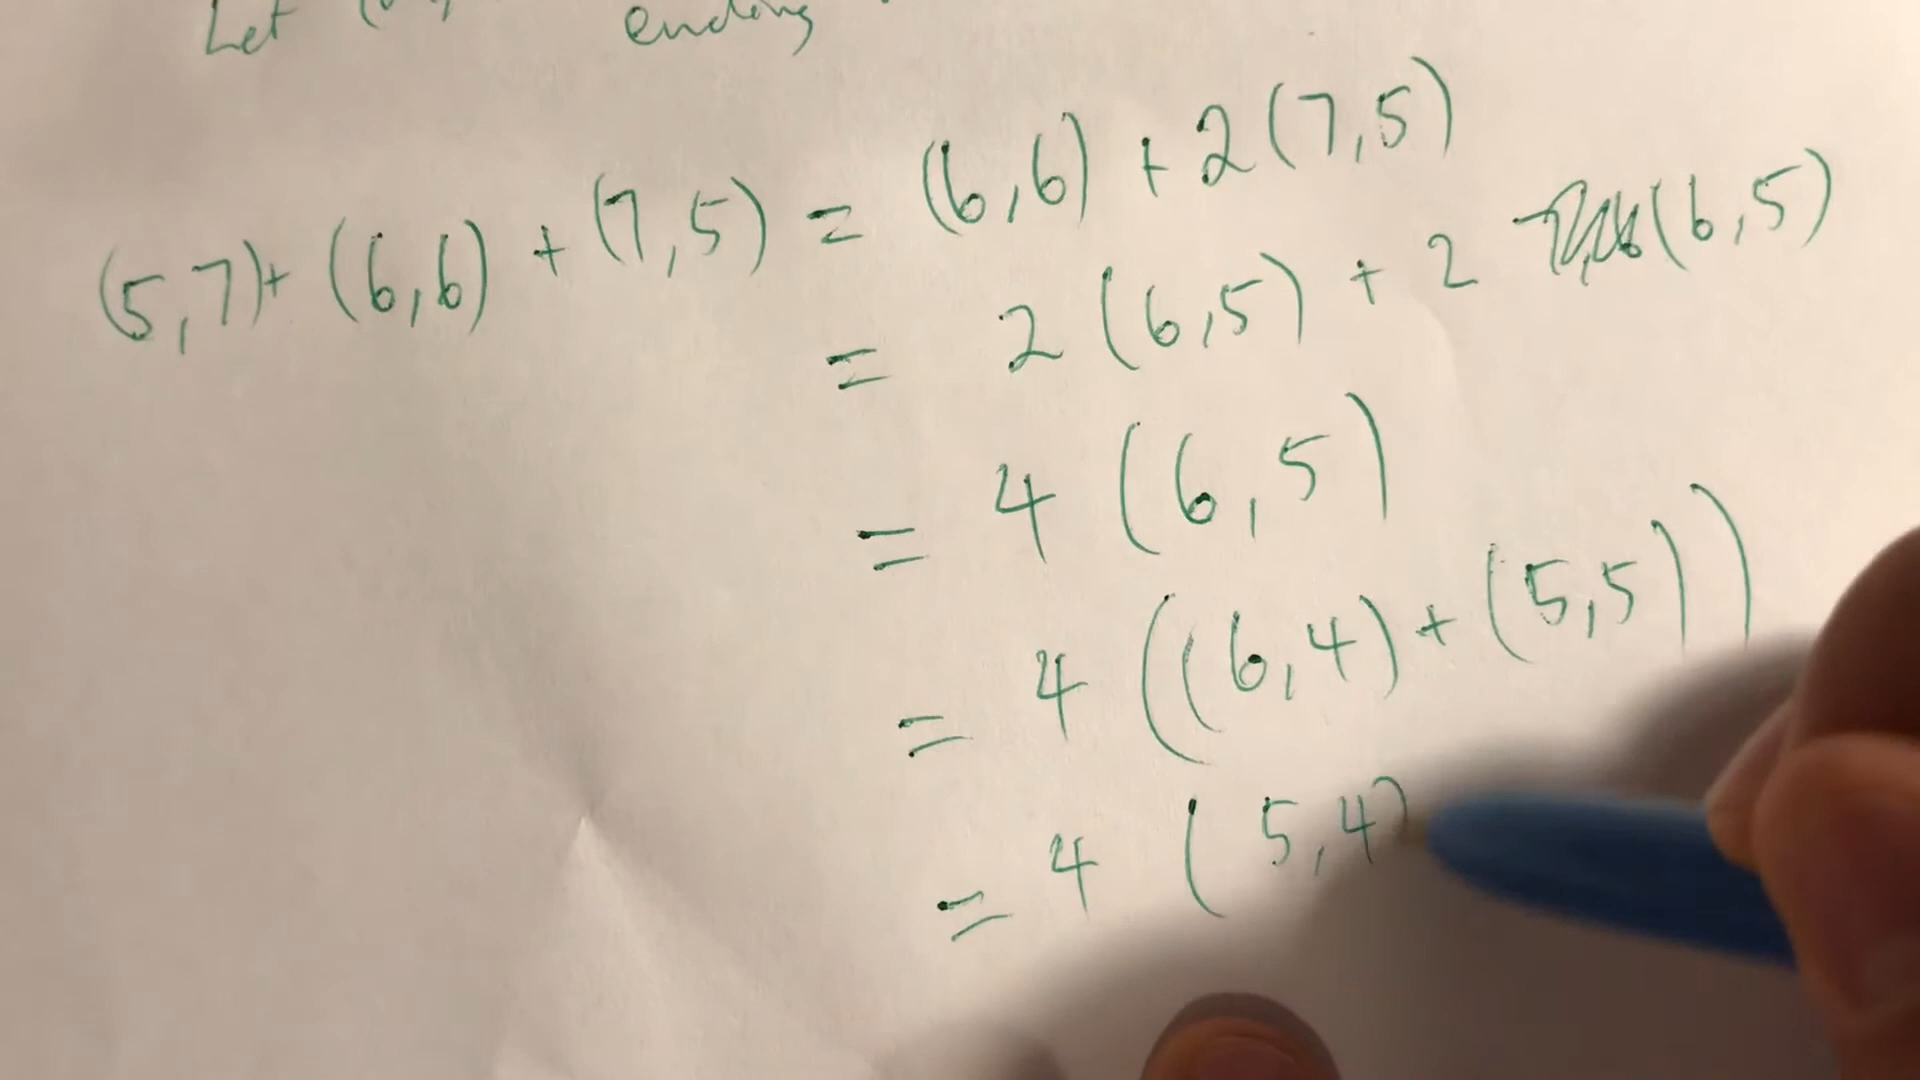 Let ending
(5,7)+ (6,6) + (7,5) = (6,6) + 2(7,5)
= 2 (6,5) + 2 (6,5)
= 4 (6,5)
= 4 ((6,4) + (5,5))
= 4 ( 5,4)